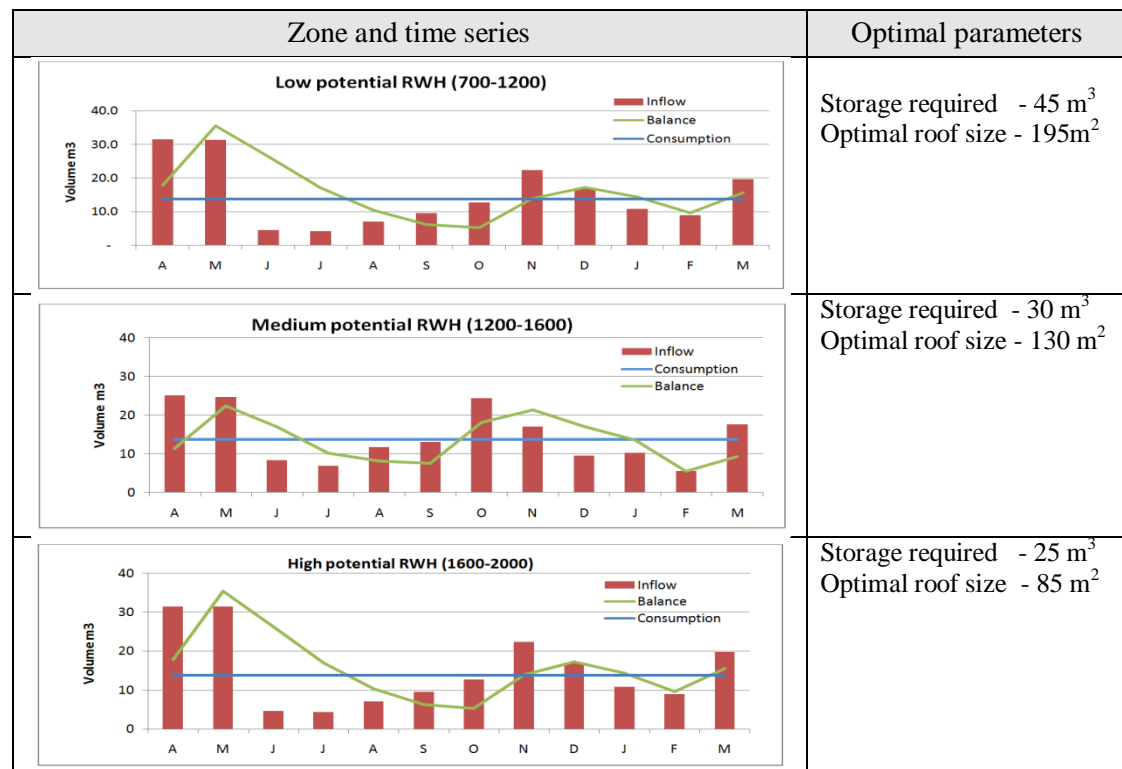 Zone and time series
Optimal parameters
Low potential RWH (700-1200)
Inflow
Balance
Consumption
Volume m3
40.0
30.0
20.0
10.0
-
A M J J A S O N D J F M
Storage required - 45 m³
Optimal roof size - 195m²
Medium potential RWH (1200-1600)
Inflow
Consumption
Balance
Volume m3
40
30
20
10
0
A M J J A S O N D J F M
Storage required - 30 m³
Optimal roof size - 130 m²
High potential RWH (1600-2000)
Inflow
Balance
Consumption
Volume m3
40
30
20
10
0
A M J J A S O N D J F M
Storage required - 25 m³
Optimal roof size - 85 m²